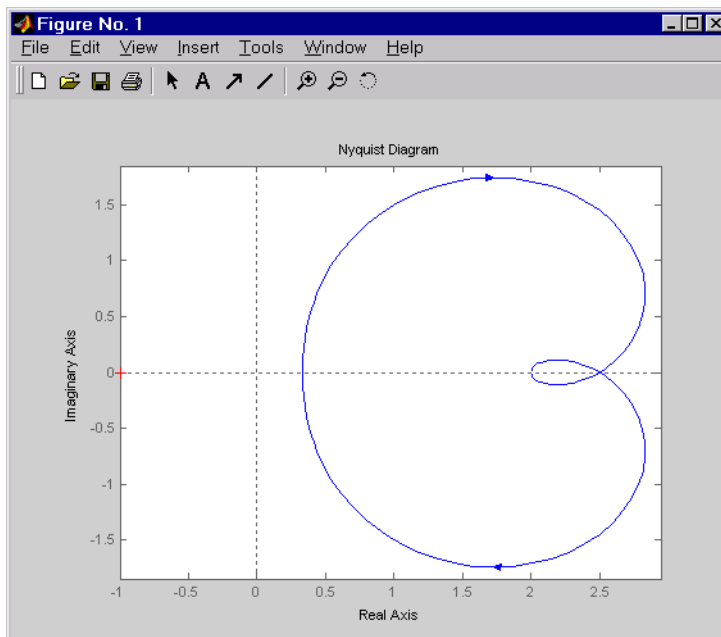 Figure No. 1
File Edit View Insert Tools Window Help
A
Nyquist Diagram
1.5
1
0.5
0
-0.5
-1
-1.5
Imaginary Axis
-1 -0.5 0 0.5 1 1.5 2 2.5
Real Axis